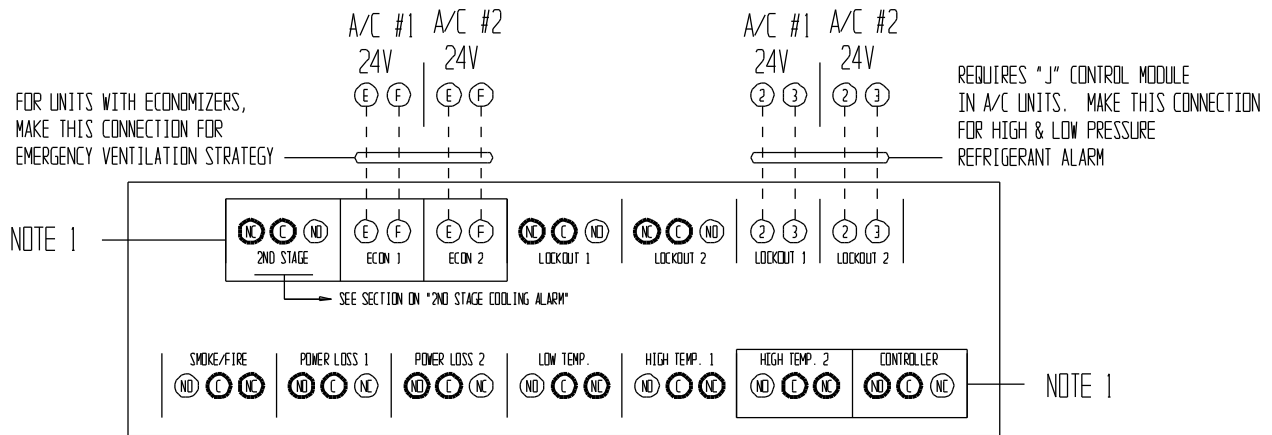 A/C #1 A/C #2
24V 24V
E F E F
A/C #1 A/C #2
24V 24V
2 3 2 3
FOR UNITS WITH ECONOMIZERS,
MAKE THIS CONNECTION FOR
EMERGENCY VENTILATION STRATEGY
REQUIRES "J" CONTROL MODULE
IN A/C UNITS. MAKE THIS CONNECTION
FOR HIGH & LOW PRESSURE
REFRIGERANT ALARM
NOTE 1
NC C NO E F E F NC C NO NC C NO 2 3 2 3
2ND STAGE ECON 1 ECON 2 LOCKOUT 1 LOCKOUT 2 LOCKOUT 1 LOCKOUT 2
SEE SECTION ON "2ND STAGE COOLING ALARM"
SMOKE/FIRE POWER LOSS 1 POWER LOSS 2 LOW TEMP. HIGH TEMP. 1 HIGH TEMP. 2 CONTROLLER
NO C NC NO C NC NO C NC NO C NC NO C NC NO C NC NO C NC
NOTE 1